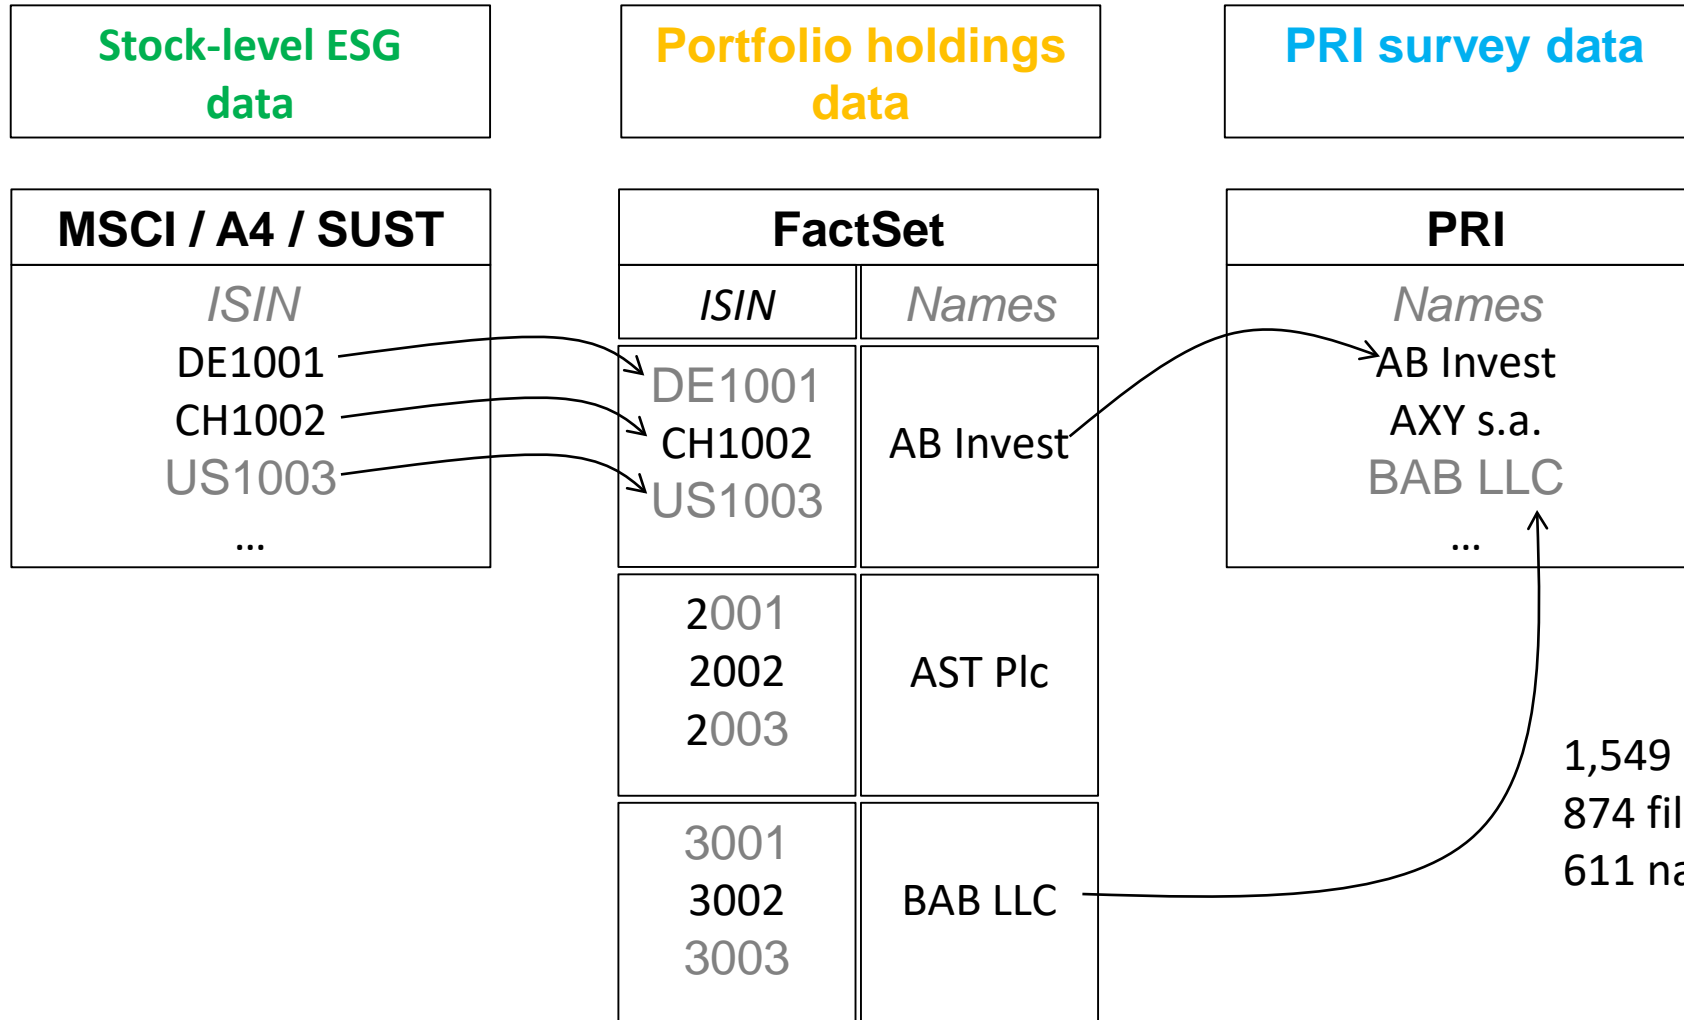 Stock-level ESG
data
Portfolio holdings
data
PRI survey data
MSCI / A4 / SUST
ISIN
DE1001
CH1002
US1003
...
FactSet
ISIN
Names
DE1001
CH1002
US1003
AB Invest
2001
2002
2003
AST Plc
3001
3002
3003
BAB LLC
PRI
Names
AB Invest
AXY s.a.
BAB LLC
...
1,549
874
611